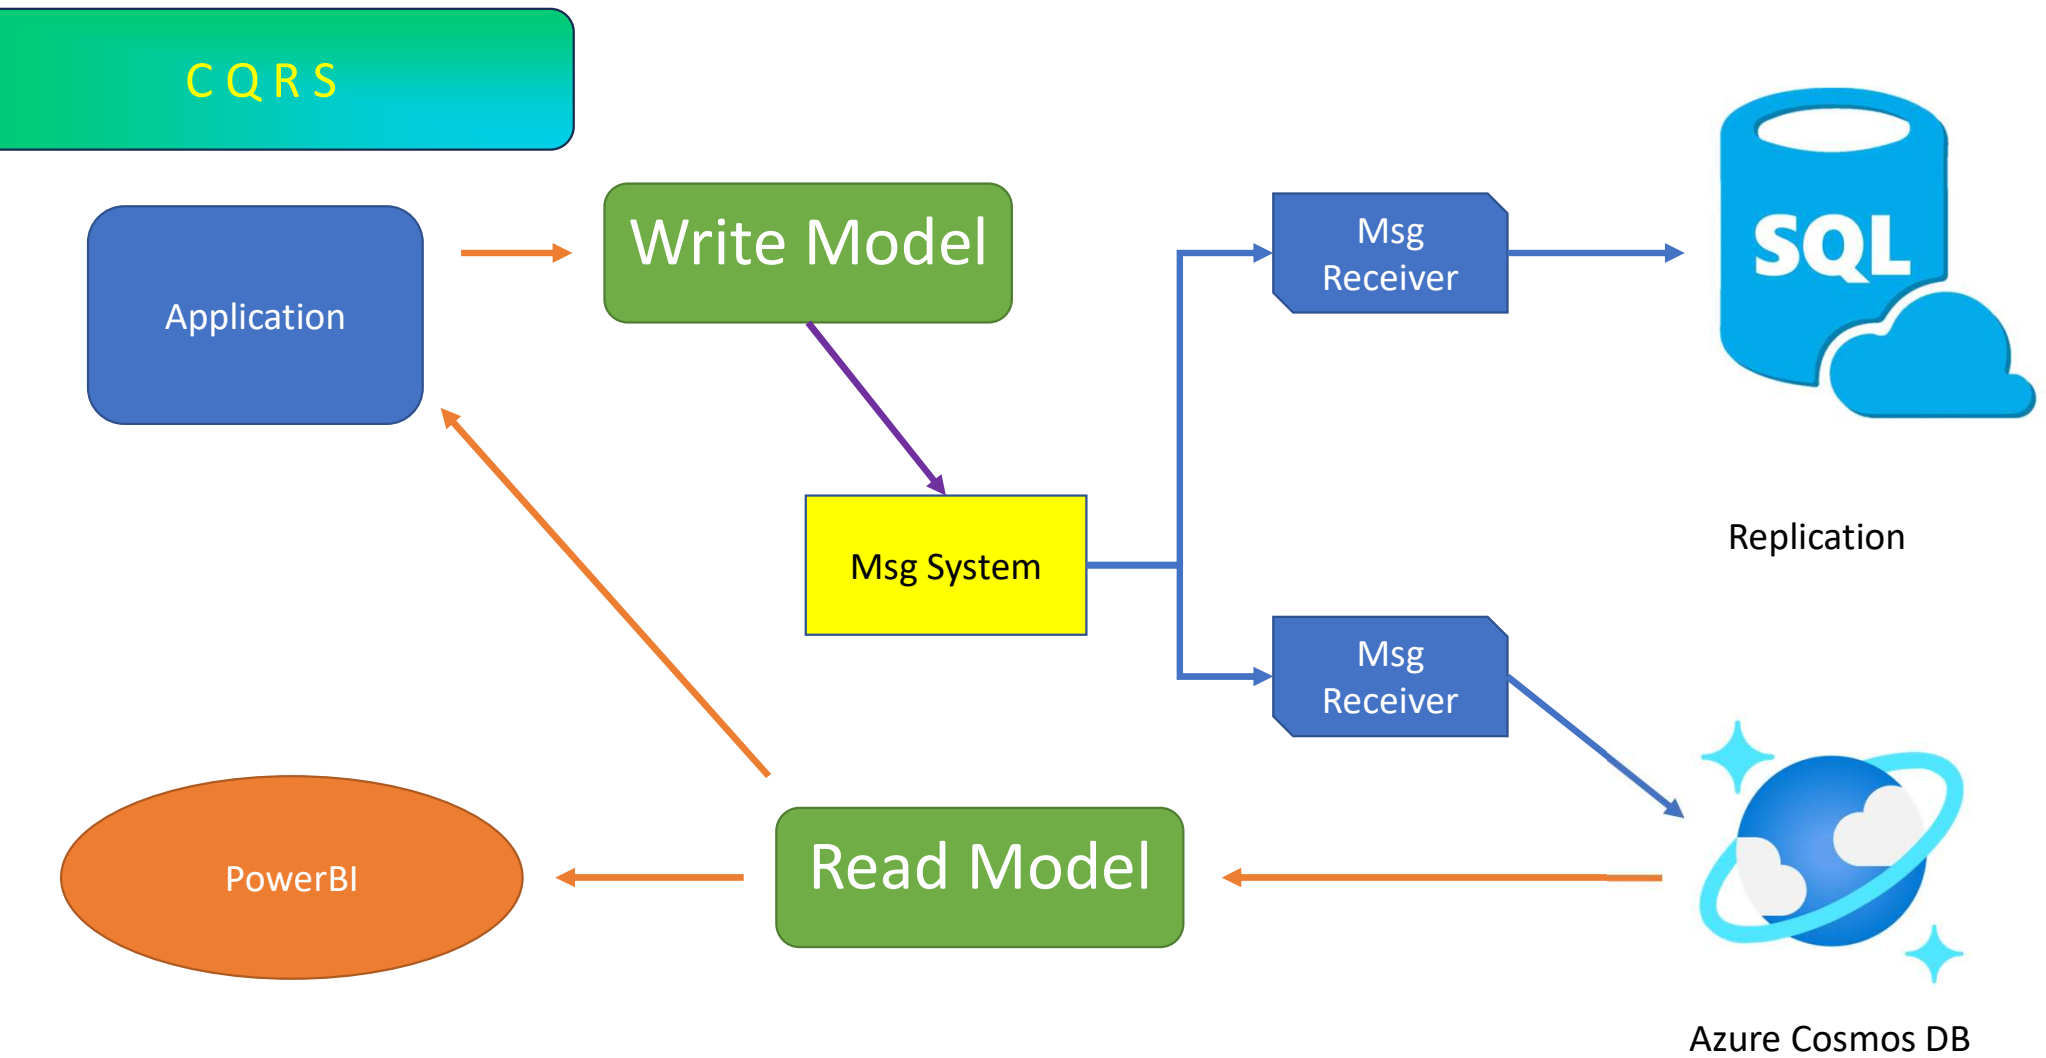 C Q R S
Write Model
Msg
Receiver
SQL
Application
Replication
Msg System
Msg
Receiver
Read Model
PowerBI
Azure Cosmos DB